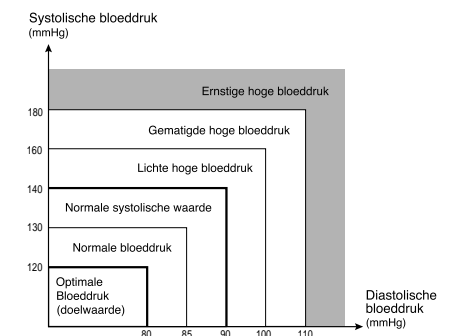 Systolische bloeddruk
(mmHg)
Ernstige hoge bloeddruk
180
Gematigde hoge bloeddruk
160
Lichte hoge bloeddruk
140
Normale systolische waarde
130
Normale bloeddruk
120
Optimale
Bloeddruk
(doelwaarde)
Diastolische
bloeddruk
(mmHg)
80 85 90 100 110